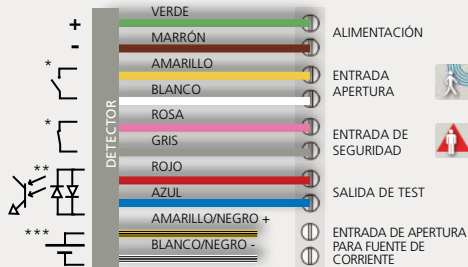 VERDE
+
ALIMENTACIÓN
MARRÓN
-
AMARILLO
*
ENTRADA
APERTURA
BLANCO
ROSA
*
ENTRADA DE
SEGURIDAD
GRIS
DETECTOR
ROJO
**
SALIDA DE TEST
AZUL
AMARILLO/NEGRO +
***
ENTRADA DE APERTURA
PARA FUENTE DE
CORRIENTE
BLANCO/NEGRO -